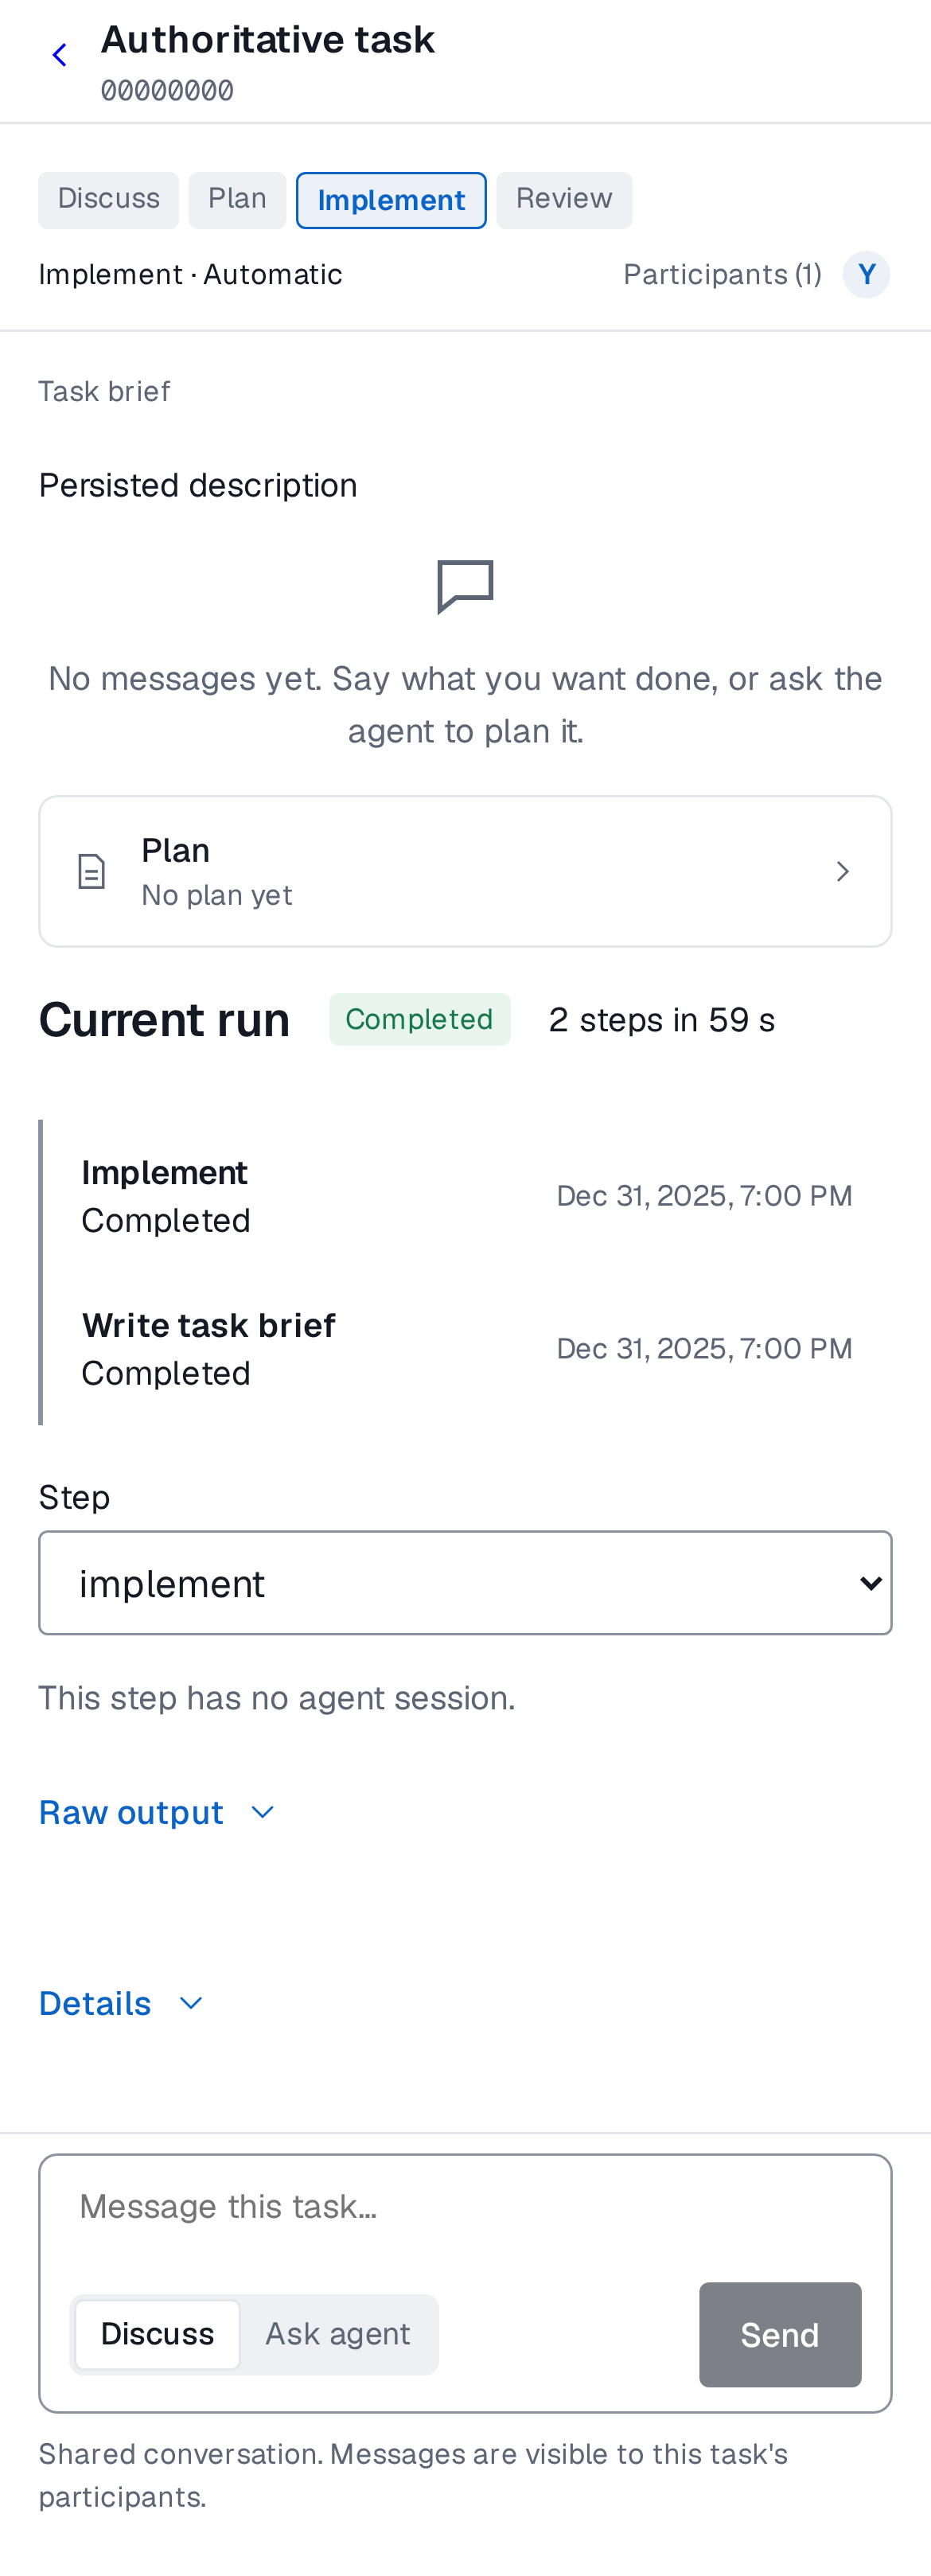 Authoritative task
00000000
Discuss Plan Implement Review
Implement · Automatic Participants (1) Y
Task brief
Persisted description
No messages yet. Say what you want done, or ask the
agent to plan it.
Plan
No plan yet
Current run Completed 2 steps in 59 s
Implement
Completed
Dec 31, 2025, 7:00 PM
Write task brief
Completed
Dec 31, 2025, 7:00 PM
Step
implement
This step has no agent session.
Raw output
Details
Message this task…
Discuss Ask agent Send
Shared conversation. Messages are visible to this task's
participants.